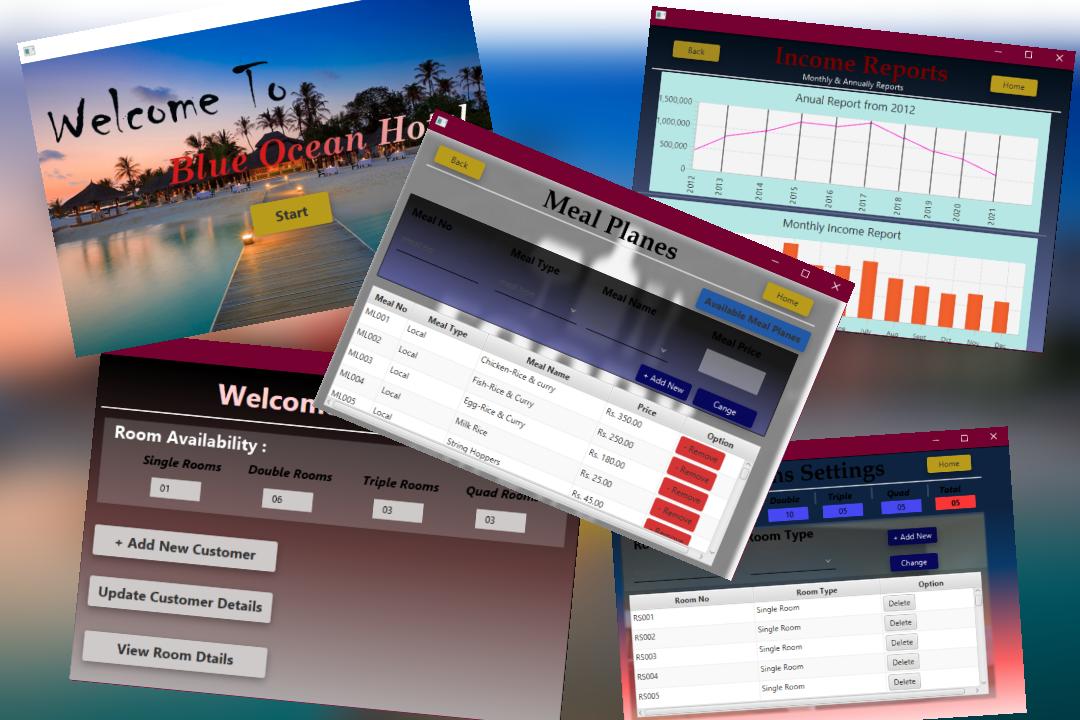 Welcome To
Blue Ocean
Start
Back
Income Reports
Monthly & Annually Reports
Home
Anual Report from 2012
1,500,000
1,000,000
500,000
0
2012
2013
2014
2015
2016
2017
2018
2019
2020
2021
Monthly Income Report
July
Aug
Sept
Oct
Nov
Dec
Back
Meal Planes
Home
Meal No
Meal Type
Meal Name
Available Meal Planes
Meal Price
+ Add New
Cange
Meal No Meal Type Meal Name Price Option
ML001 Local Chicken-Rice & curry Rs. 350.00 - Remove
ML002 Local Fish-Rice & Curry Rs. 250.00 - Remove
ML003 Local Egg-Rice & Curry Rs. 180.00 - Remove
ML004 Local Milk Rice Rs. 25.00 - Remove
ML005 Local String Hoppers Rs. 45.00 - Remove
Room Availability :
Single Rooms Double Rooms Triple Rooms Quad Rooms
01 06 03 03
+ Add New Customer
Update Customer Details
View Room Dtails
Settings
Home
Double Triple Quad Total
10 05 05 05
Room Type
+ Add New
Change
Room No Room Type Option
RS001 Single Room Delete
RS002 Single Room Delete
RS003 Single Room Delete
RS004 Single Room Delete
RS005 Single Room Delete